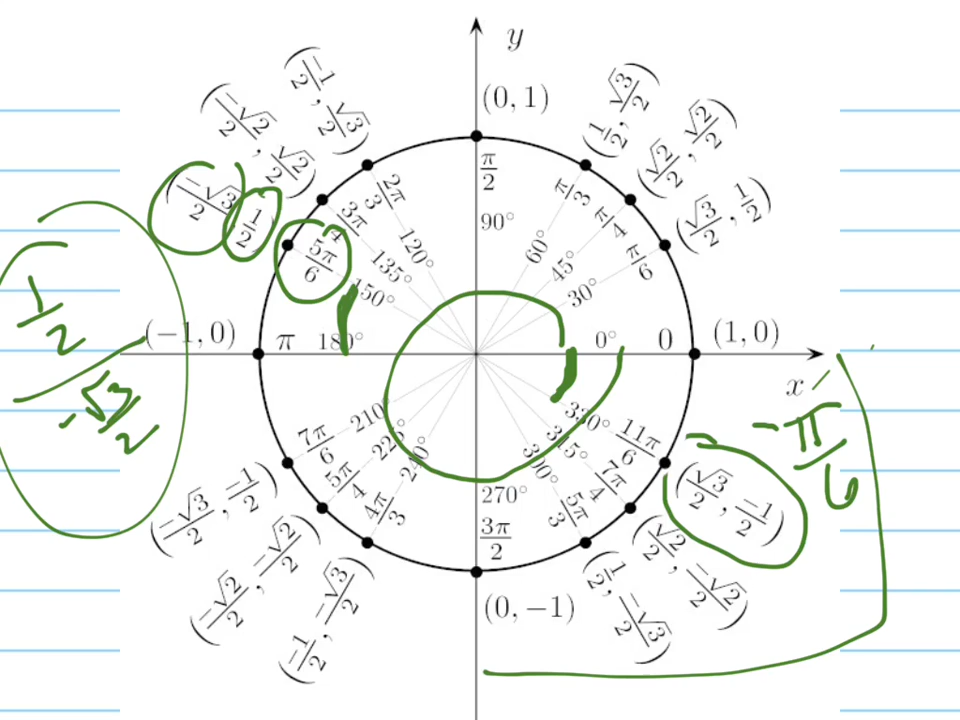 y
(0, 1)
(-1/2, √3/2)
(1/2, √3/2)
(-√2/2, √2/2)
(√2/2, √2/2)
(-√3/2, 1/2)
(√3/2, 1/2)
π/2
2π/3
π/3
3π/4
π/4
5π/6
π/6
90°
120°
60°
135°
45°
150°
30°
1/2
/
-√3/2
(-1, 0)
π
180°
0°
0
(1, 0)
x
-π/6
210°
330°
7π/6
11π/6
225°
315°
5π/4
7π/4
240°
300°
4π/3
5π/3
270°
3π/2
(-√3/2, -1/2)
(√3/2, -1/2)
(-√2/2, -√2/2)
(√2/2, -√2/2)
(-1/2, -√3/2)
(1/2, -√3/2)
(0, -1)